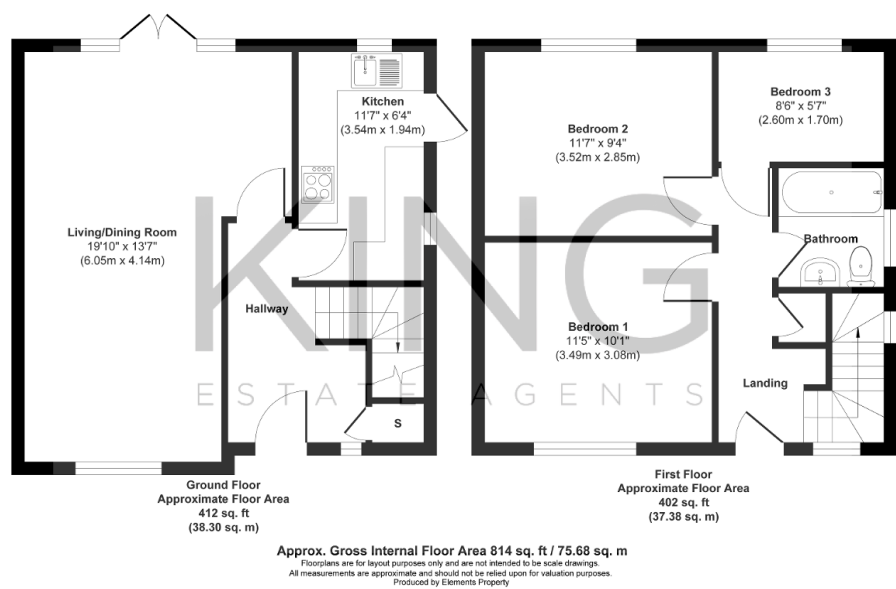 Kitchen
11'7" x 6'4"
(3.54m x 1.94m)
Living/Dining Room
19'10" x 13'7"
(6.05m x 4.14m)
Hallway
S
Bedroom 2
11'7" x 9'4"
(3.52m x 2.85m)
Bedroom 3
8'6" x 5'7"
(2.60m x 1.70m)
Bathroom
Bedroom 1
11'5" x 10'1"
(3.49m x 3.08m)
Landing
KING
ESTATE AGENTS
Ground Floor
Approximate Floor Area
412 sq. ft
(38.30 sq. m)
First Floor
Approximate Floor Area
402 sq. ft
(37.38 sq. m)
Approx. Gross Internal Floor Area 814 sq. ft / 75.68 sq. m
Floorplans are for layout purposes only and are not intended to be scale drawings.
All measurements are approximate and should not be relied upon for valuation purposes.
Produced by Elements Property